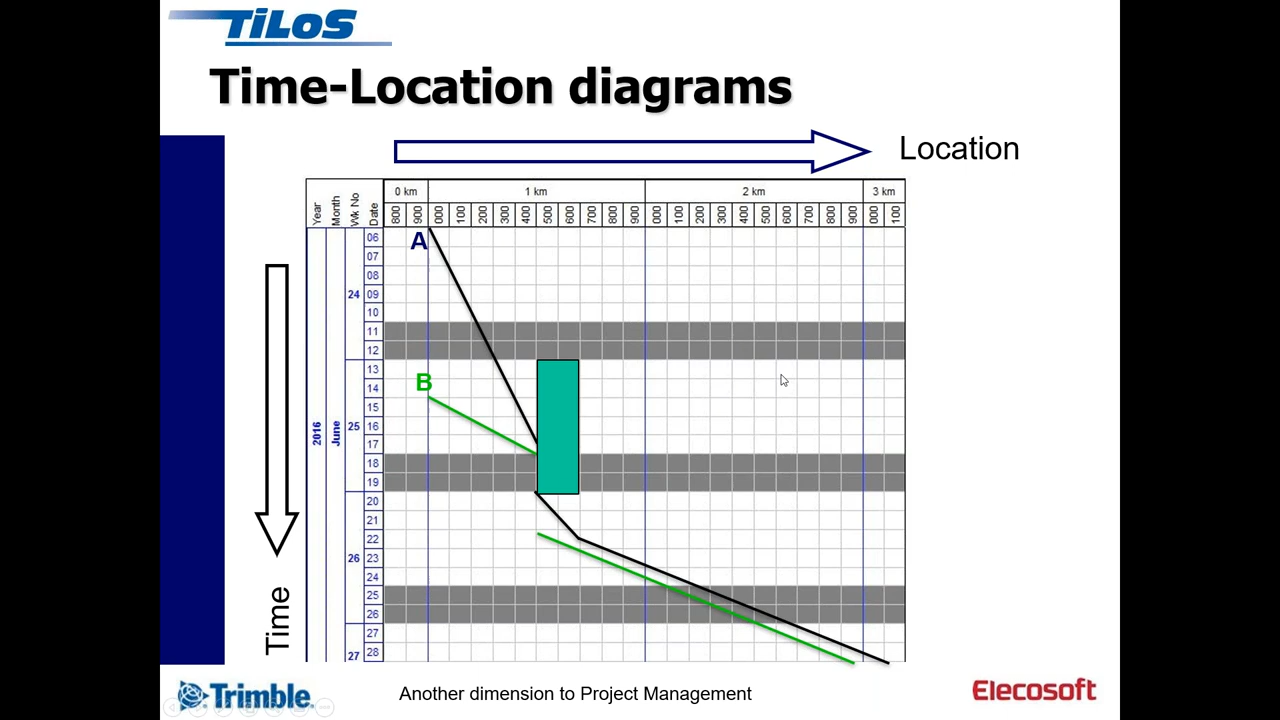 TiLOS
Time-Location diagrams
Location
0 km 1 km 2 km 3 km
Year Month Wk No Date 800 900 000 100 200 300 400 500 600 700 800 900 000 100 200 300 400 500 600 700 800 900 000 100
A
06
07
08
24 09
10
11
12
13
B
14
15
2016 June 25 16
17
18
19
20
21
22
26 23
24
25
26
27
27 28
Time
Trimble.
Another dimension to Project Management
Elecosoft